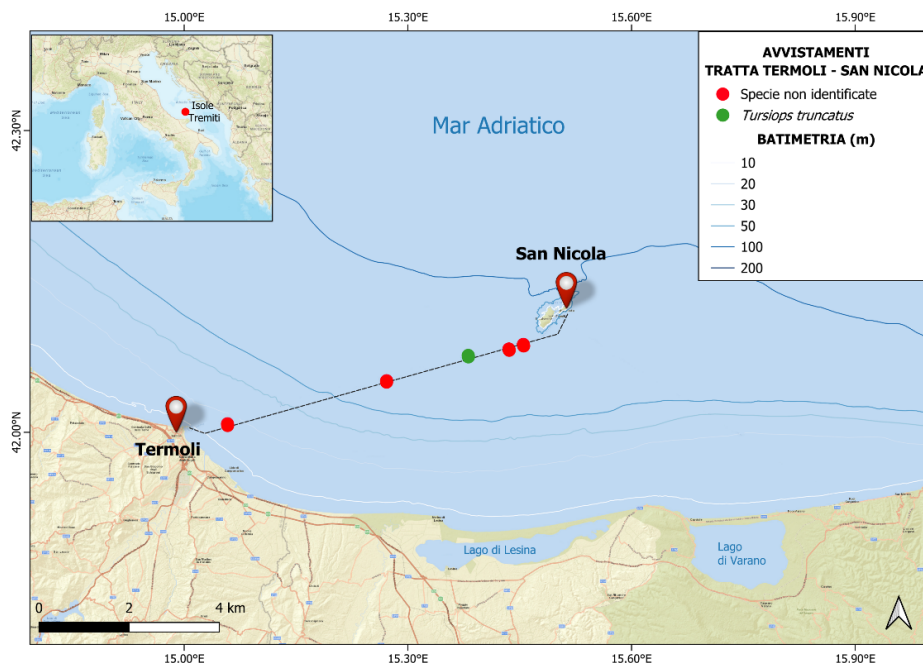 15.00°E 15.30°E 15.60°E 15.90°E
42.30°N
42.00°N
Isole
Tremiti
AVVISTAMENTI
TRATTA TERMOLI - SAN NICOLA
Specie non identificate
Tursiops truncatus
BATIMETRIA (m)
10
20
30
50
100
200
Mar Adriatico
San Nicola
Termoli
Lago di Lesina
Lago
di Varano
0 2 4 km
15.00°E 15.30°E 15.60°E 15.90°E